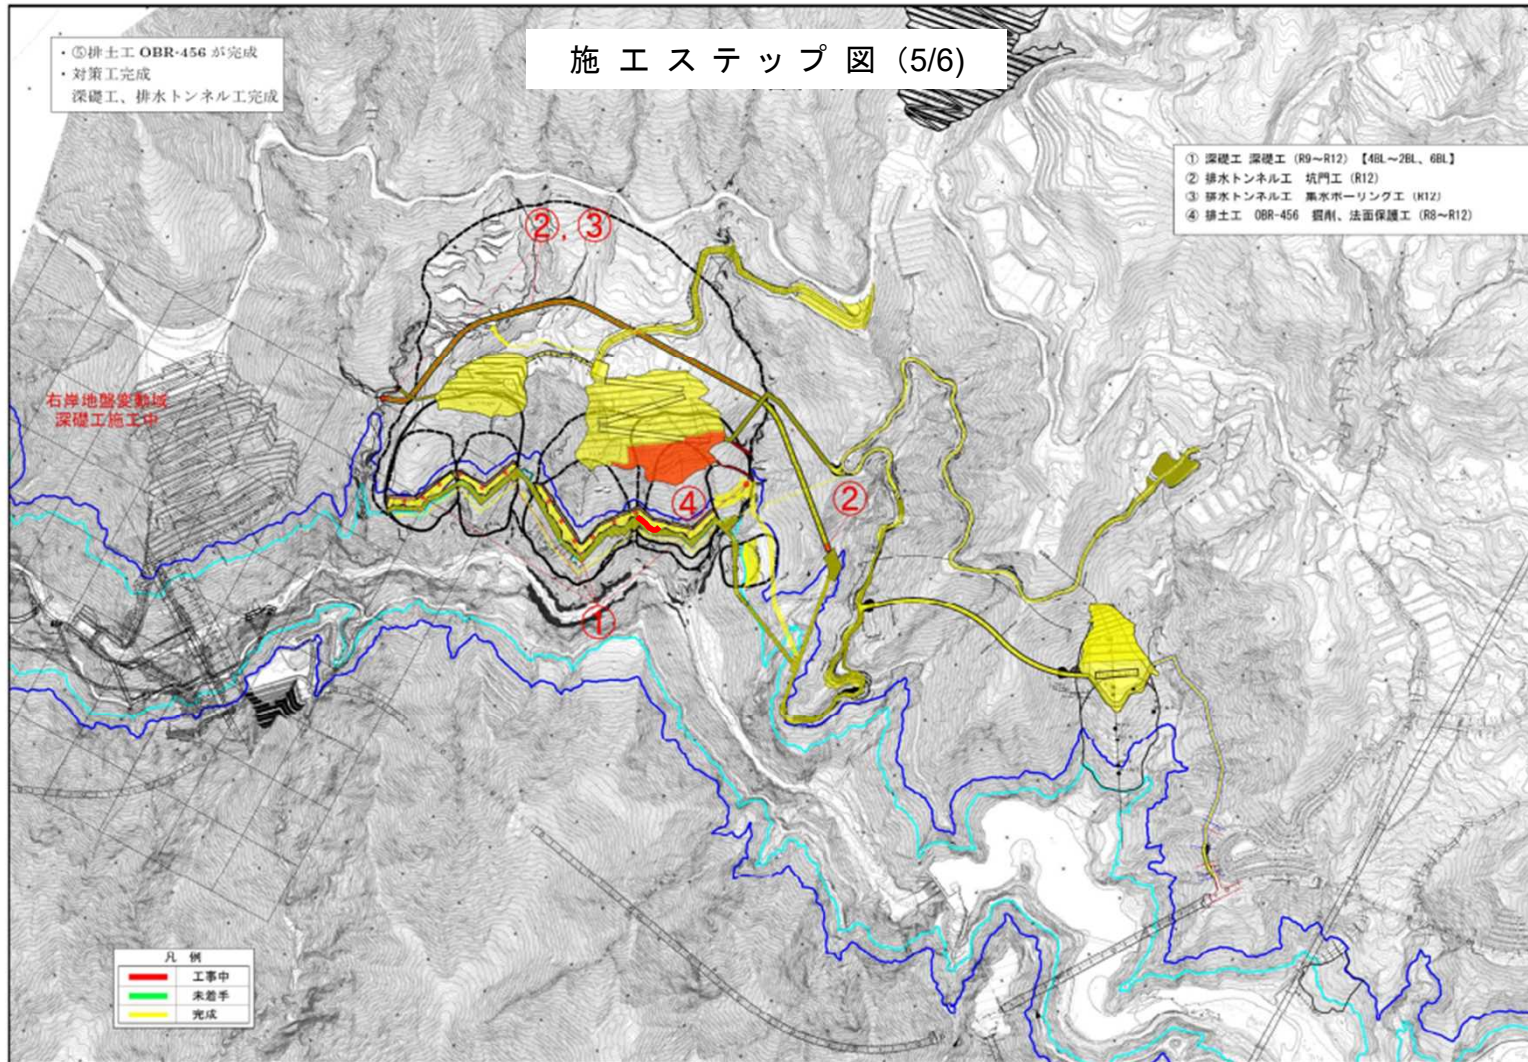 施工ステップ図（5/6)
・⑤排土工 OBR-456 が完成
・対策工完成
深礎工、排水トンネル工完成
① 深礎工 深礎工（R9～R12）【4BL～2BL、6BL】
② 排水トンネル工 坑門工（R12）
③ 排水トンネル工 集水ボーリング工（R12）
④ 排土工 OBR-456 掘削、法面保護工（R8～R12）
②，③
右岸地盤変動域
深礎工施工中
④
②
①
凡例
工事中
未着手
完成